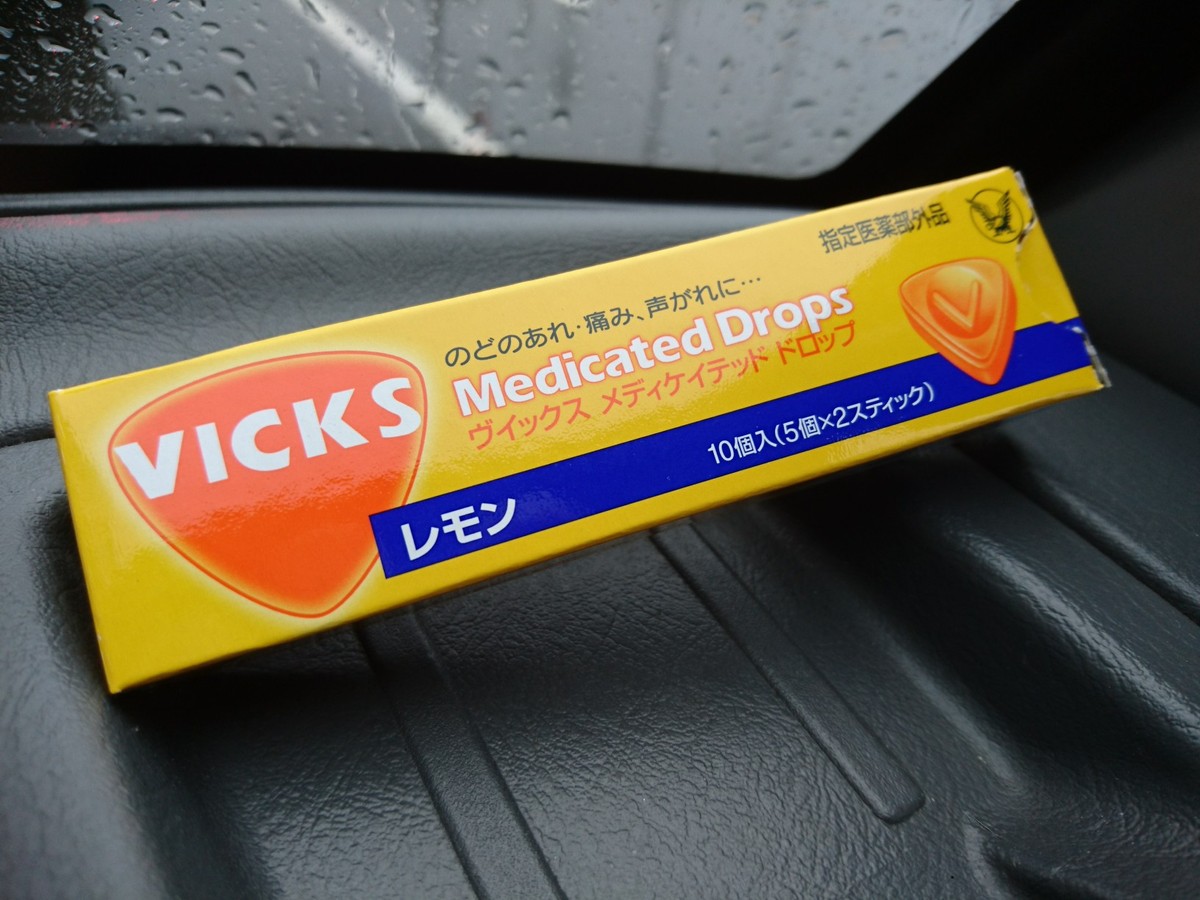 指定医薬部外品
のどのあれ・痛み、声がれに…
VICKS
Medicated Drops
ヴイックス メディケイテッド ドロップ
V
レモン
10個入(5個×2スティック)